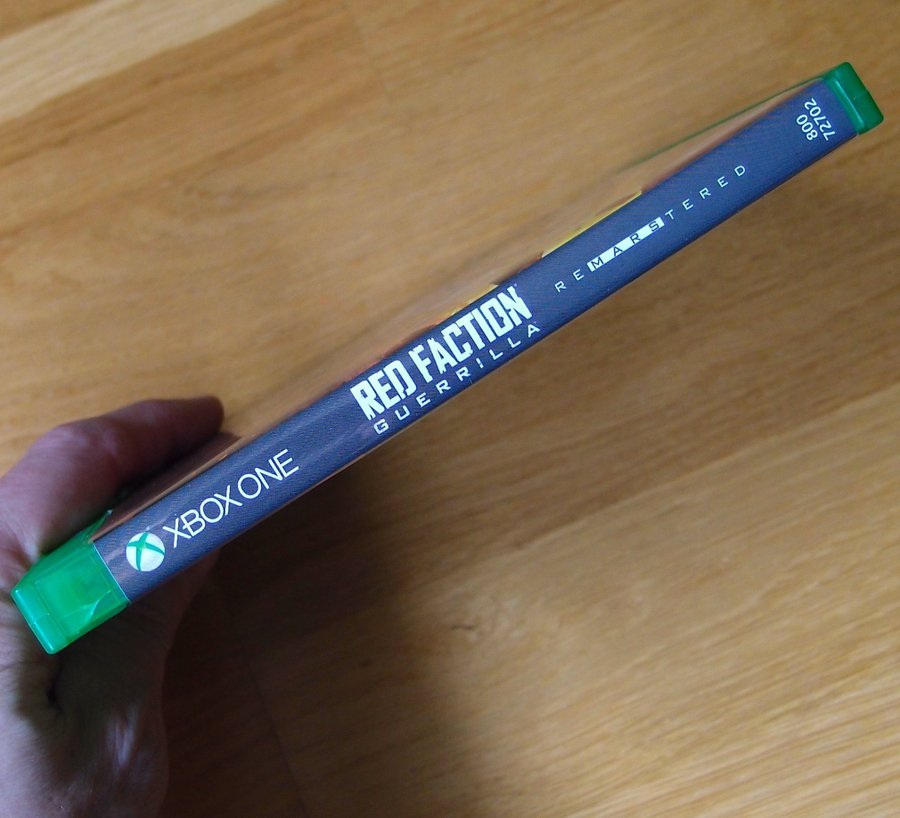 XBOX ONE
RED FACTION
GUERRILLA
REMARSTERED
800
72702